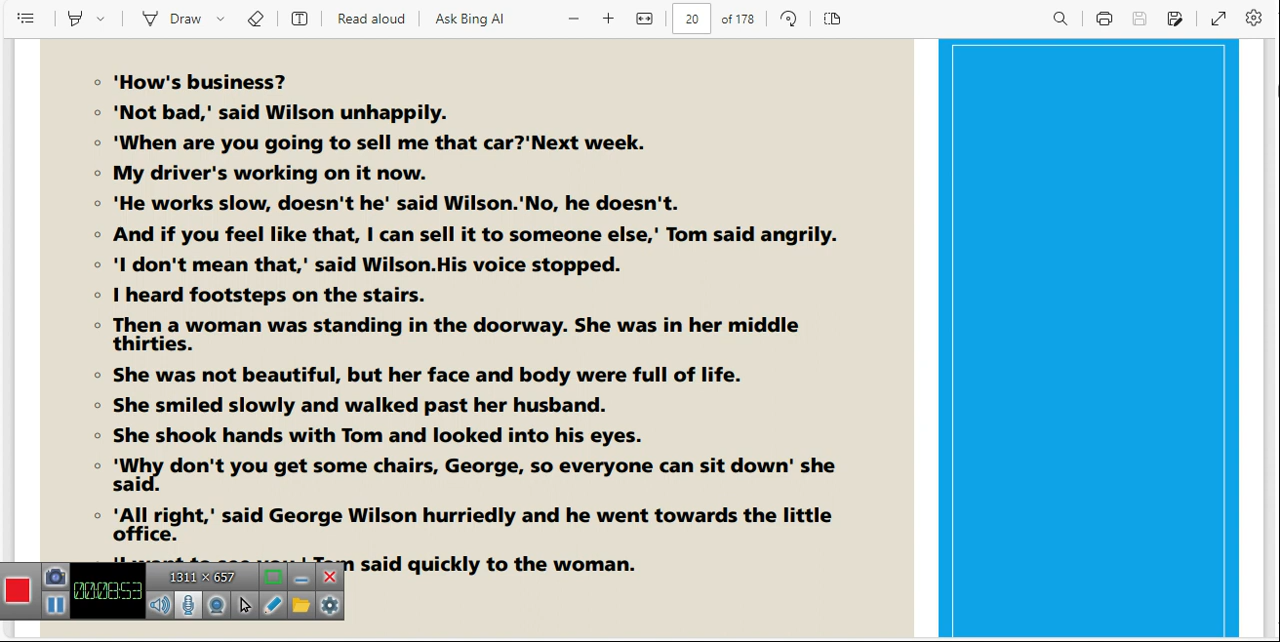 Draw
Read aloud
Ask Bing AI
20 of 178
'How's business?
'Not bad,' said Wilson unhappily.
'When are you going to sell me that car?'Next week.
My driver's working on it now.
'He works slow, doesn't he' said Wilson.'No, he doesn't.
And if you feel like that, I can sell it to someone else,' Tom said angrily.
'I don't mean that,' said Wilson.His voice stopped.
I heard footsteps on the stairs.
Then a woman was standing in the doorway. She was in her middle
thirties.
She was not beautiful, but her face and body were full of life.
She smiled slowly and walked past her husband.
She shook hands with Tom and looked into his eyes.
'Why don't you get some chairs, George, so everyone can sit down' she
said.
'All right,' said George Wilson hurriedly and he went towards the little
office.
'I want to see you,' Tom said quickly to the woman.
1311 × 657
00:08:53